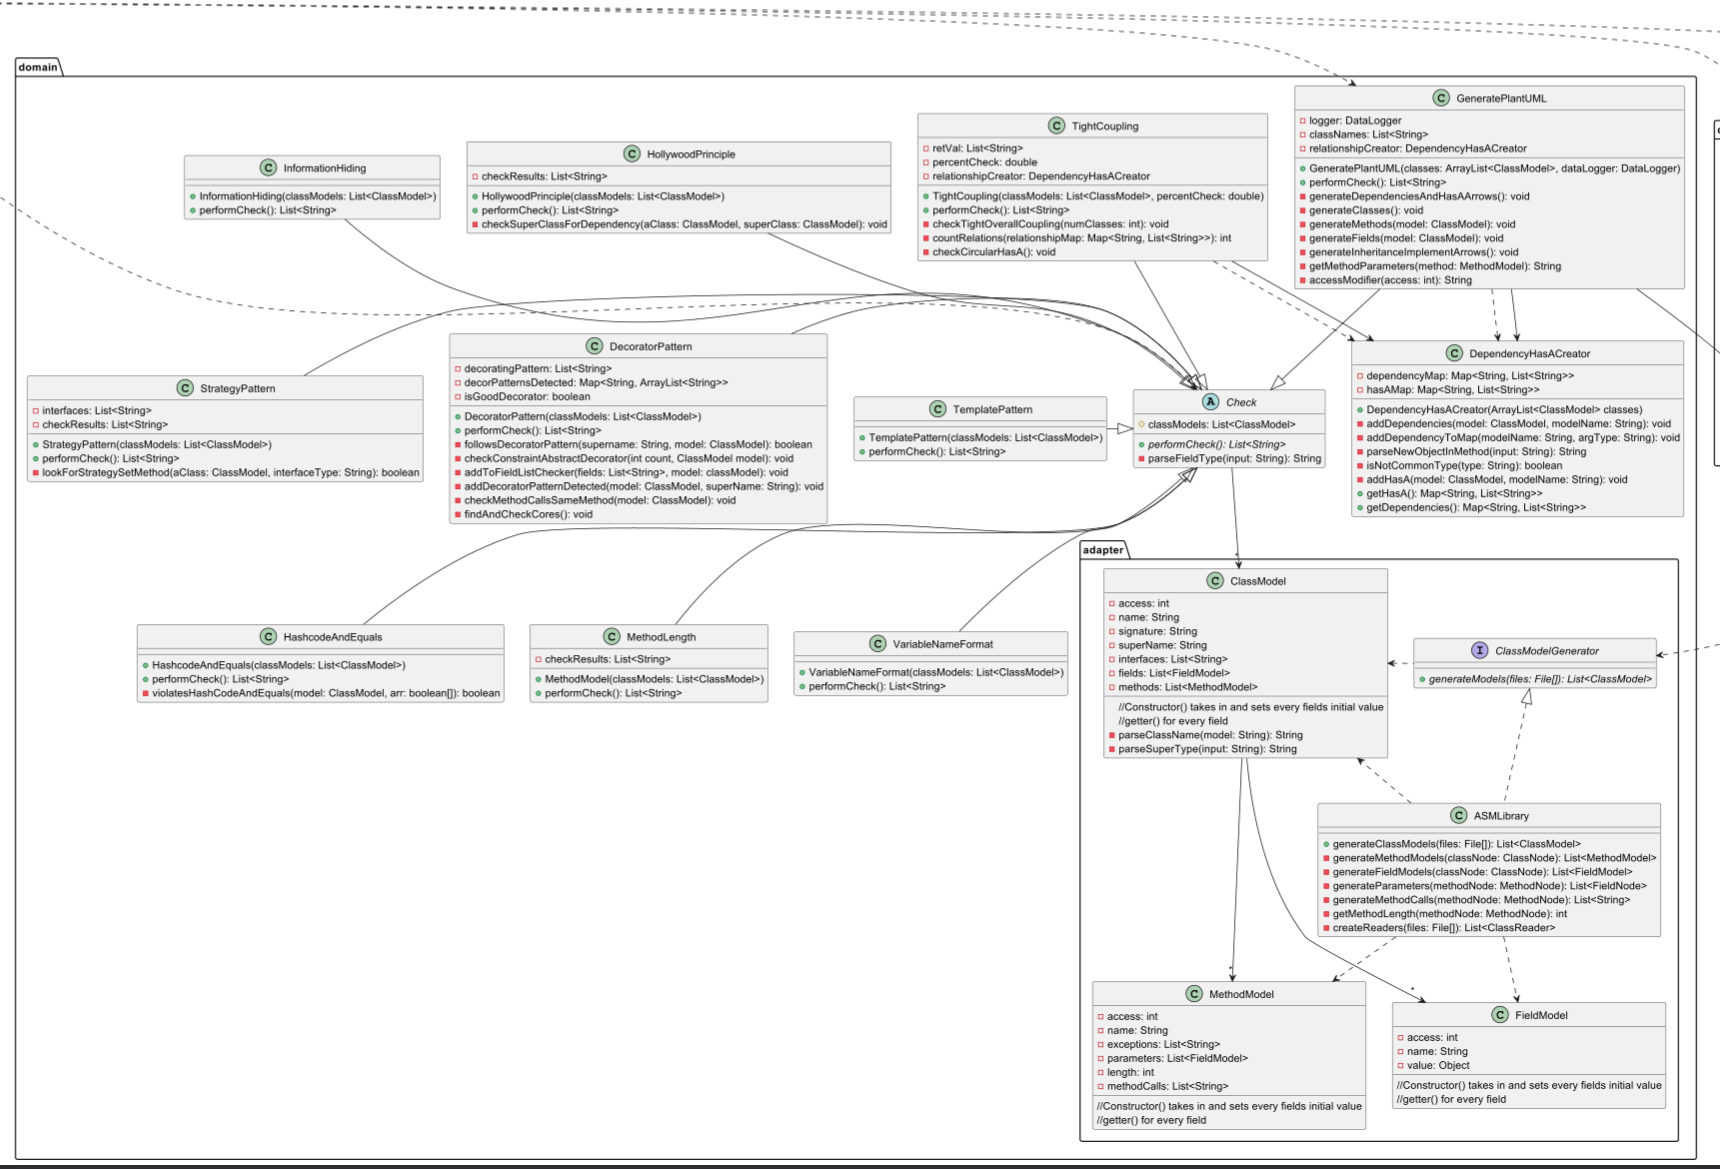 domain
C GeneratePlantUML
logger: DataLogger
classNames: List<String>
relationshipCreator: DependencyHasACreator
GeneratePlantUML(classes: ArrayList<ClassModel>, dataLogger: DataLogger)
performCheck(): List<String>
generateDependenciesAndHasAArrows(): void
generateClasses(): void
generateMethods(model: ClassModel): void
generateFields(model: ClassModel): void
generateInheritanceImplementArrows(): void
getMethodParameters(method: MethodModel): String
accessModifier(access: int): String
C TightCoupling
retVal: List<String>
percentCheck: double
relationshipCreator: DependencyHasACreator
TightCoupling(classModels: List<ClassModel>, percentCheck: double)
performCheck(): List<String>
checkTightOverallCoupling(numClasses: int): void
countRelations(relationshipMap: Map<String, List<String>>): int
checkCircularHasA(): void
C HollywoodPrinciple
checkResults: List<String>
HollywoodPrinciple(classModels: List<ClassModel>)
performCheck(): List<String>
checkSuperClassForDependency(aClass: ClassModel, superClass: ClassModel): void
C InformationHiding
InformationHiding(classModels: List<ClassModel>)
performCheck(): List<String>
C DecoratorPattern
decoratingPattern: List<String>
decorPatternsDetected: Map<String, ArrayList<String>>
isGoodDecorator: boolean
DecoratorPattern(classModels: List<ClassModel>)
performCheck(): List<String>
followsDecoratorPattern(supername: String, model: ClassModel): boolean
checkConstraintAbstractDecorator(int count, ClassModel model): void
addToFieldListChecker(fields: List<String>, model: classModel): void
addDecoratorPatternDetected(model: ClassModel, superName: String): void
checkMethodCallsSameMethod(model: ClassModel): void
findAndCheckCores(): void
C DependencyHasACreator
dependencyMap: Map<String, List<String>>
hasAMap: Map<String, List<String>>
DependencyHasACreator(ArrayList<ClassModel> classes)
addDependencies(model: ClassModel, modelName: String): void
addDependencyToMap(modelName: String, argType: String): void
parseNewObjectInMethod(input: String): String
isNotCommonType(type: String): boolean
addHasA(model: ClassModel, modelName: String): void
getHasA(): Map<String, List<String>>
getDependencies(): Map<String, List<String>>
C StrategyPattern
interfaces: List<String>
checkResults: List<String>
StrategyPattern(classModels: List<ClassModel>)
performCheck(): List<String>
lookForStrategySetMethod(aClass: ClassModel, interfaceType: String): boolean
C TemplatePattern
TemplatePattern(classModels: List<ClassModel>)
performCheck(): List<String>
A Check
classModels: List<ClassModel>
performCheck(): List<String>
parseFieldType(input: String): String
C HashcodeAndEquals
HashcodeAndEquals(classModels: List<ClassModel>)
performCheck(): List<String>
violatesHashCodeAndEquals(model: ClassModel, arr: boolean[]): boolean
C MethodLength
checkResults: List<String>
MethodModel(classModels: List<ClassModel>)
performCheck(): List<String>
C VariableNameFormat
VariableNameFormat(classModels: List<ClassModel>)
performCheck(): List<String>
adapter
*
C ClassModel
access: int
name: String
signature: String
superName: String
interfaces: List<String>
fields: List<FieldModel>
methods: List<MethodModel>
//Constructor() takes in and sets every fields initial value
//getter() for every field
parseClassName(model: String): String
parseSuperType(input: String): String
I ClassModelGenerator
generateModels(files: File[]): List<ClassModel>
C ASMLibrary
generateClassModels(files: File[]): List<ClassModel>
generateMethodModels(classNode: ClassNode): List<MethodModel>
generateFieldModels(classNode: ClassNode): List<FieldModel>
generateParameters(methodNode: MethodNode): List<FieldNode>
generateMethodCalls(methodNode: MethodNode): List<String>
getMethodLength(methodNode: MethodNode): int
createReaders(files: File[]): List<ClassReader>
*
*
C MethodModel
access: int
name: String
exceptions: List<String>
parameters: List<FieldModel>
length: int
methodCalls: List<String>
//Constructor() takes in and sets every fields initial value
//getter() for every field
C FieldModel
access: int
name: String
value: Object
//Constructor() takes in and sets every fields initial value
//getter() for every field